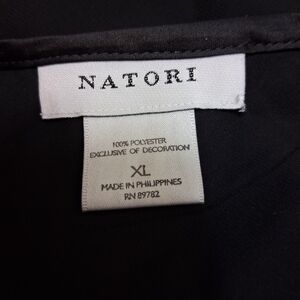 NATORI
100% POLYESTER
EXCLUSIVE OF DECORATION
XL
MADE IN PHILIPPINES
RN 89782